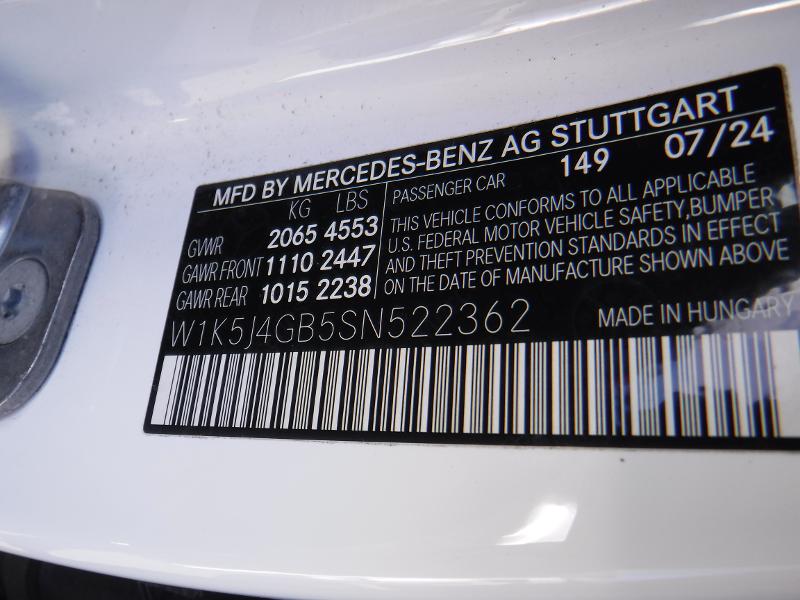 MFD BY MERCEDES-BENZ AG STUTTGART
KG LBS
GVWR 2065 4553
GAWR FRONT 1110 2447
GAWR REAR 1015 2238
PASSENGER CAR 149 07/24
THIS VEHICLE CONFORMS TO ALL APPLICABLE
U.S. FEDERAL MOTOR VEHICLE SAFETY,BUMPER
AND THEFT PREVENTION STANDARDS IN EFFECT
ON THE DATE OF MANUFACTURE SHOWN ABOVE
W1K5J4GB5SN522362
MADE IN HUNGARY